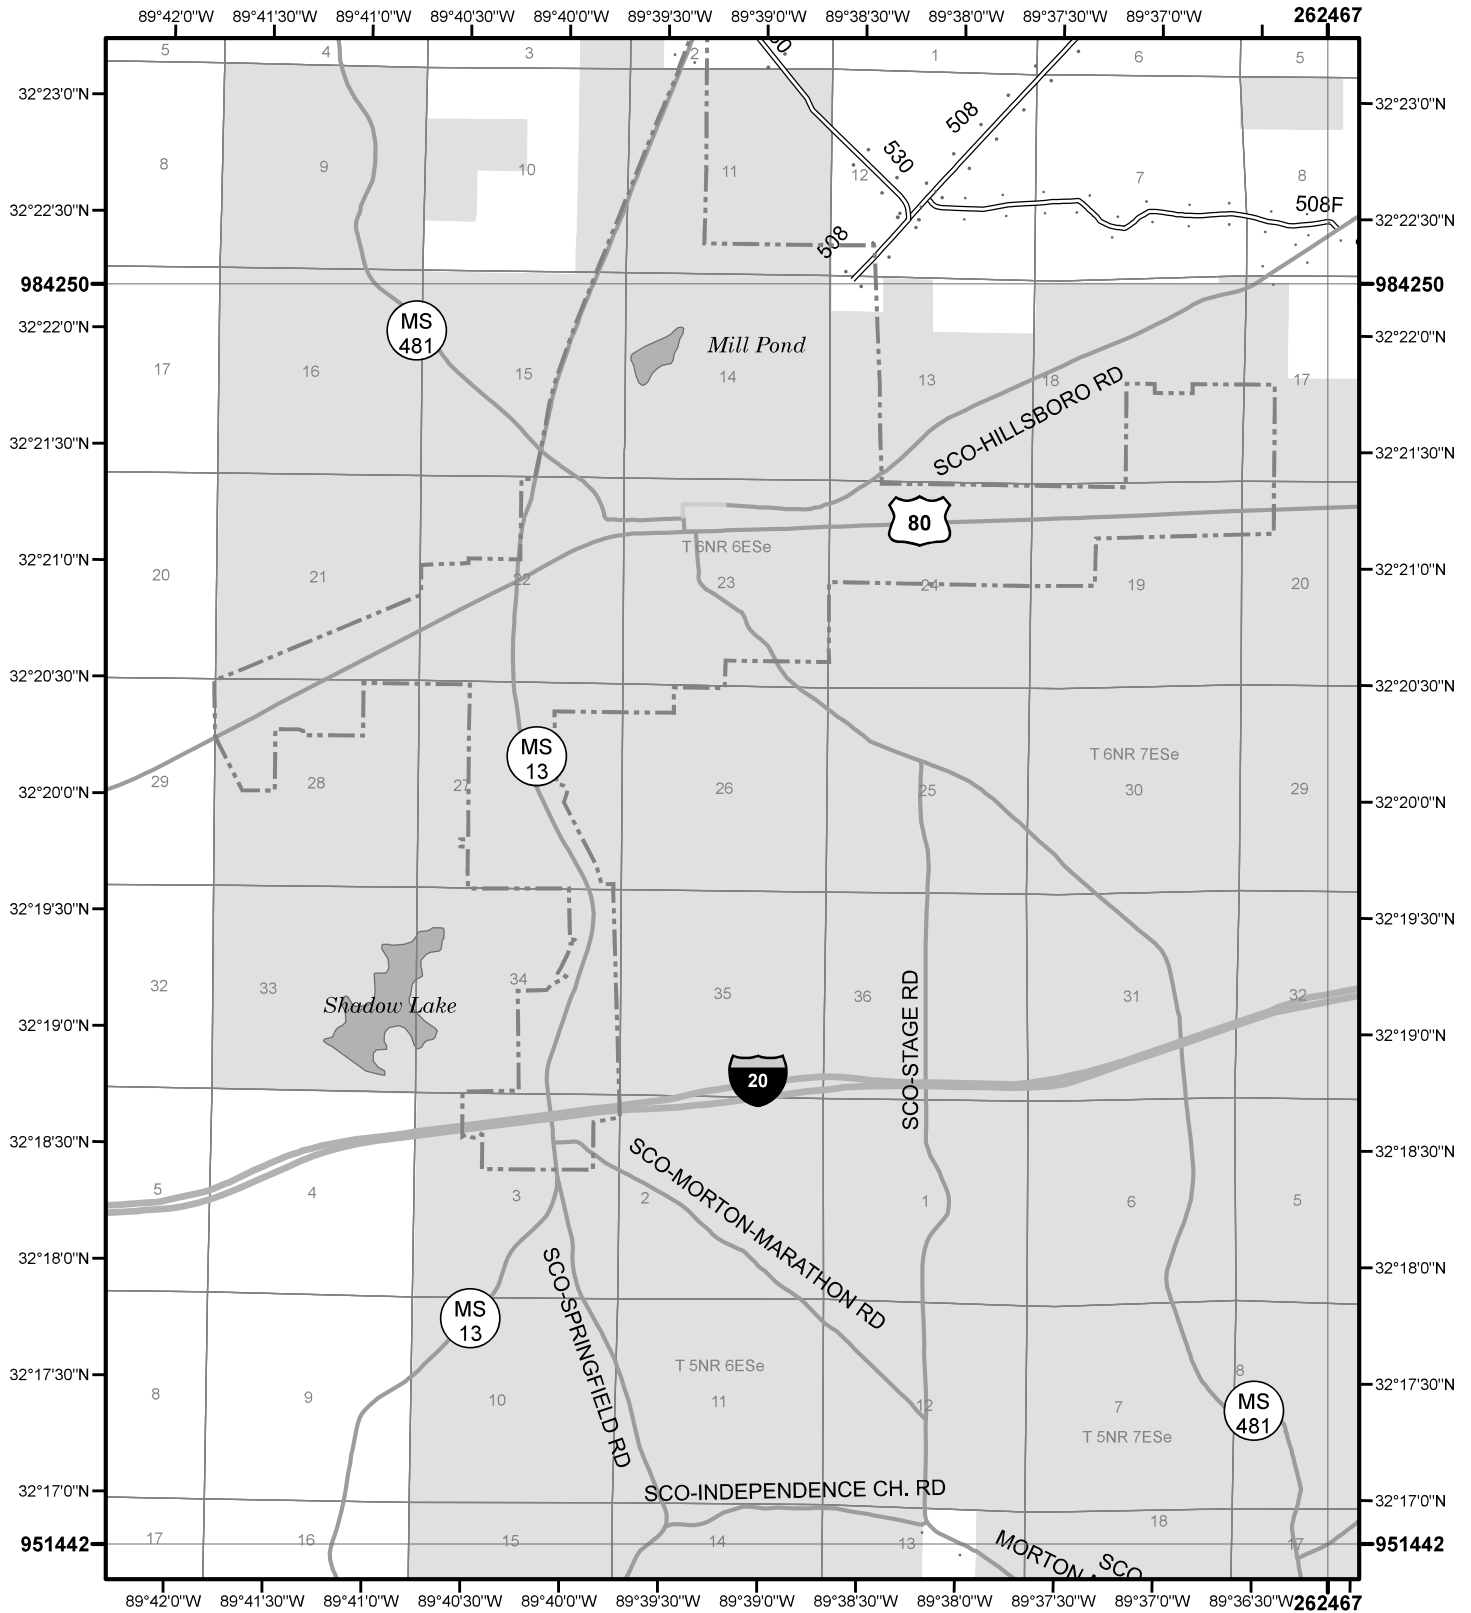 89°42'0"W 89°41'30"W 89°41'0"W 89°40'30"W 89°40'0"W 89°39'30"W 89°39'0"W 89°38'30"W 89°38'0"W 89°37'30"W 89°37'0"W 262467
5 4 3 2 1 6 5
32°23'0"N 32°23'0"N
508
530
8 9 10 11 12 7 8
508F
32°22'30"N 32°22'30"N
508
984250 984250
MS
481
32°22'0"N 32°22'0"N
Mill Pond
17 16 15 14 13 18 17
SCO-HILLSBORO RD
32°21'30"N 32°21'30"N
80
T 6NR 6ESe
32°21'0"N 32°21'0"N
20 21 22 23 24 19 20
32°20'30"N 32°20'30"N
MS
13
T 6NR 7ESe
29 28 27 26 25 30 29
32°20'0"N 32°20'0"N
32°19'30"N 32°19'30"N
32 33 34 35 36 31 32
Shadow Lake
SCO-STAGE RD
32°19'0"N 32°19'0"N
20
32°18'30"N 32°18'30"N
SCO-MORTON-MARATHON RD
5 4 3 2 1 6 5
32°18'0"N 32°18'0"N
SCO-SPRINGFIELD RD
MS
13
T 5NR 6ESe
32°17'30"N 32°17'30"N
8 9 10 11 12 7 8
MS
481
T 5NR 7ESe
32°17'0"N 32°17'0"N
SCO-INDEPENDENCE CH. RD
17 16 15 14 13 18 17
951442 951442
MORTON
SCO
89°42'0"W 89°41'30"W 89°41'0"W 89°40'30"W 89°40'0"W 89°39'30"W 89°39'0"W 89°38'30"W 89°38'0"W 89°37'30"W 89°37'0"W 89°36'30"W 262467